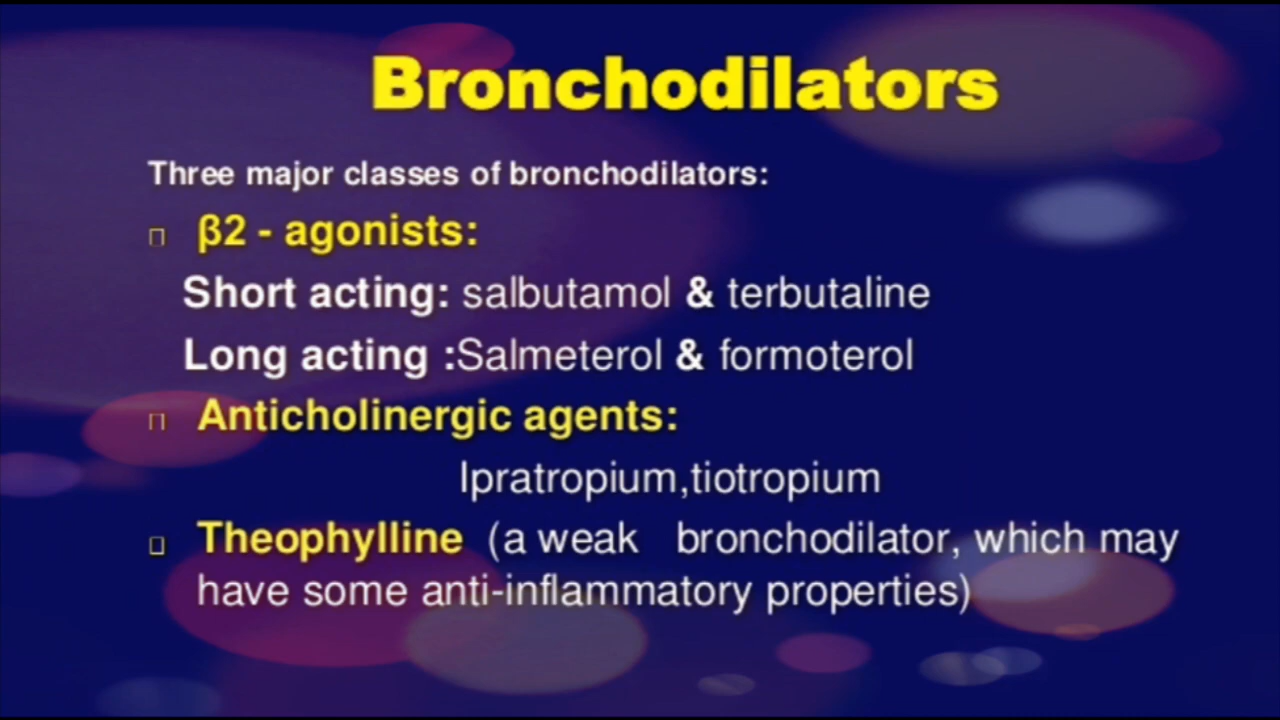 Bronchodilators
Three major classes of bronchodilators:
β2 - agonists:
Short acting: salbutamol & terbutaline
Long acting :Salmeterol & formoterol
Anticholinergic agents:
Ipratropium,tiotropium
Theophylline (a weak bronchodilator, which may
have some anti-inflammatory properties)